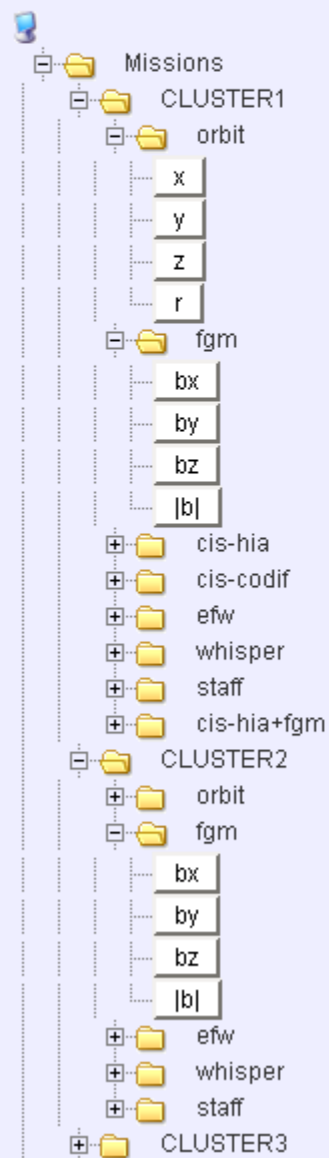 Missions
CLUSTER1
orbit
x
y
z
r
fgm
bx
by
bz
|b|
cis-hia
cis-codif
efw
whisper
staff
cis-hia+fgm
CLUSTER2
orbit
fgm
bx
by
bz
|b|
efw
whisper
staff
CLUSTER3